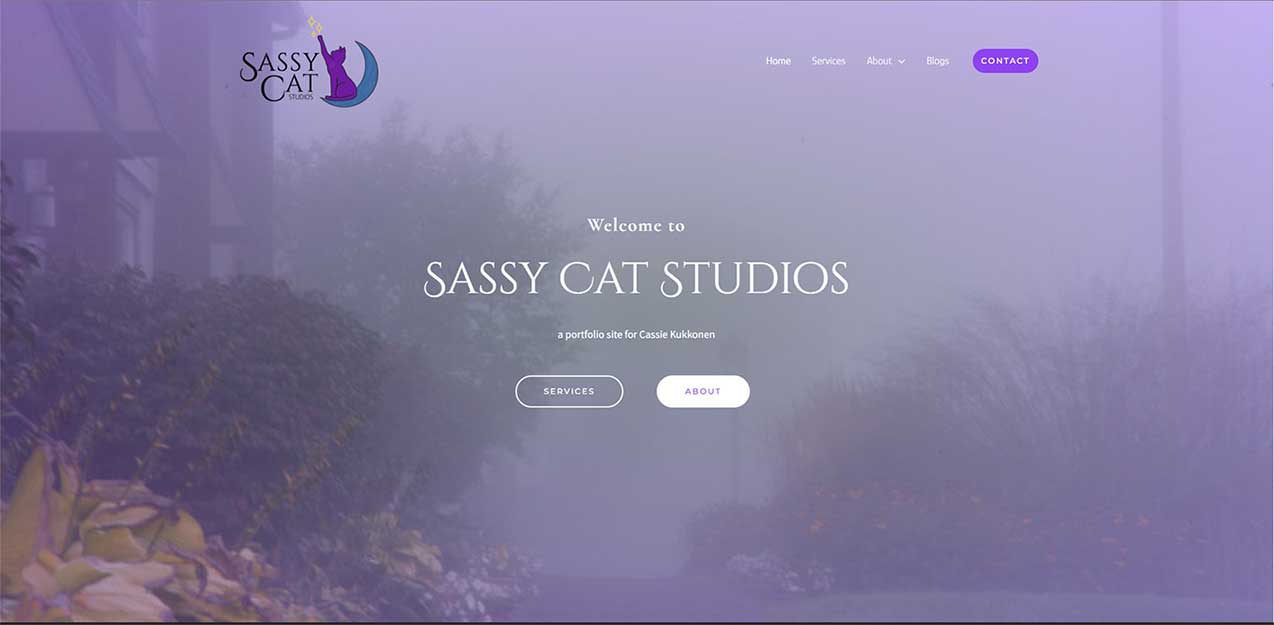 SASSY
CAT
STUDIOS
Home
Services
About
Blogs
CONTACT
Welcome to
SASSY CAT STUDIOS
a portfolio site for Cassie Kukkonen
SERVICES
ABOUT